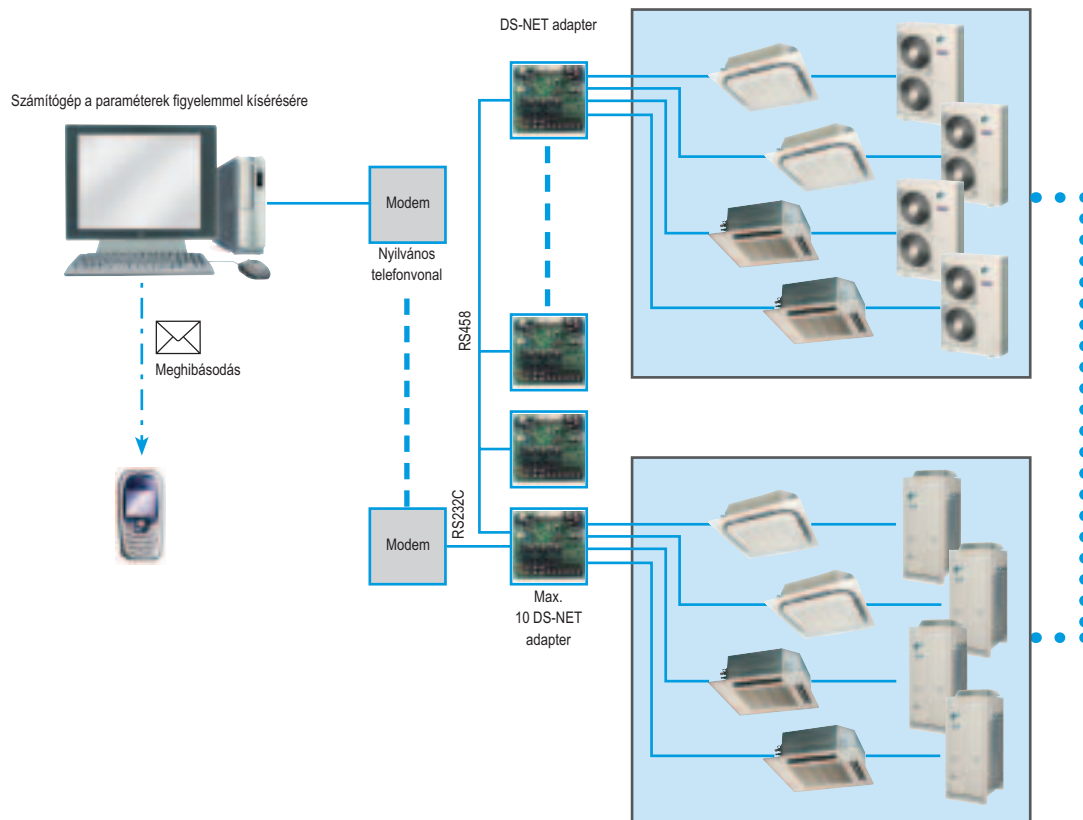 DS-NET adapter
Számítógép a paraméterek figyelemmel kísérésére
Modem
Nyilvános
telefonvonal
RS458
Meghibásodás
RS232C
Modem
Max.
10 DS-NET
adapter